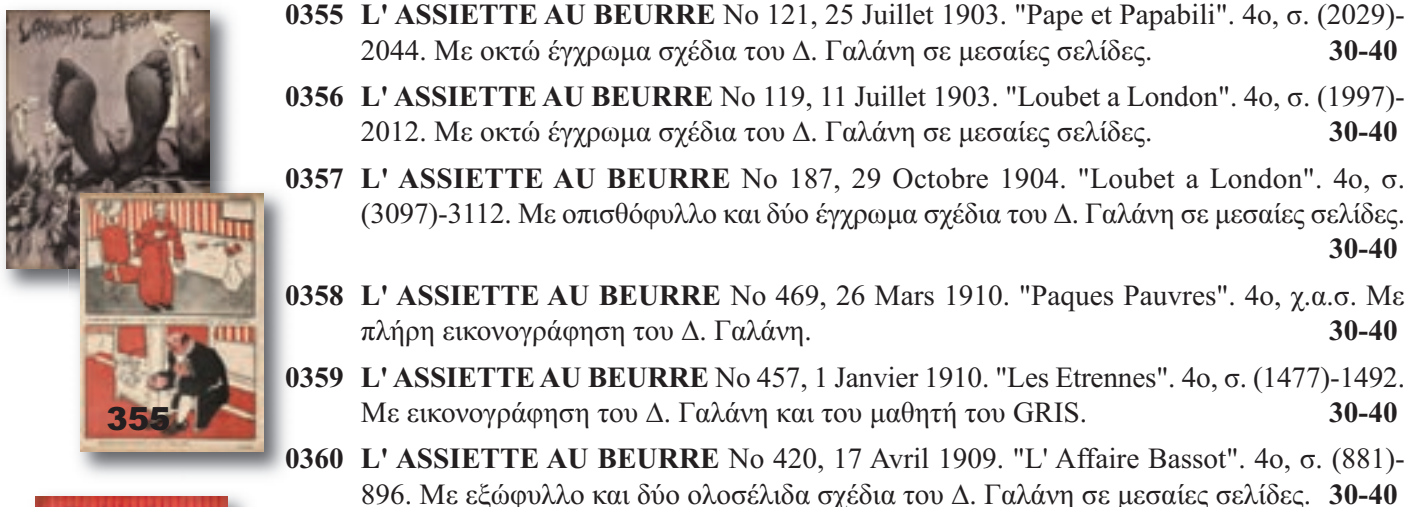 0355 L' ASSIETTE AU BEURRE No 121, 25 Juillet 1903. "Pape et Papabili". 4ο, σ. (2029)-
2044. Με οκτώ έγχρωμα σχέδια του Δ. Γαλάνη σε μεσαίες σελίδες. 30-40
0356 L' ASSIETTE AU BEURRE No 119, 11 Juillet 1903. "Loubet a London". 4ο, σ. (1997)-
2012. Με οκτώ έγχρωμα σχέδια του Δ. Γαλάνη σε μεσαίες σελίδες. 30-40
0357 L' ASSIETTE AU BEURRE No 187, 29 Octobre 1904. "Loubet a London". 4ο, σ.
(3097)-3112. Με οπισθόφυλλο και δύο έγχρωμα σχέδια του Δ. Γαλάνη σε μεσαίες σελίδες.
30-40
0358 L' ASSIETTE AU BEURRE No 469, 26 Mars 1910. "Paques Pauvres". 4ο, χ.α.σ. Με
πλήρη εικονογράφηση του Δ. Γαλάνη. 30-40
0359 L' ASSIETTE AU BEURRE No 457, 1 Janvier 1910. "Les Etrennes". 4ο, σ. (1477)-1492.
Με εικονογράφηση του Δ. Γαλάνη και του μαθητή του GRIS. 30-40
0360 L' ASSIETTE AU BEURRE No 420, 17 Avril 1909. "L' Affaire Bassot". 4ο, σ. (881)-
896. Με εξώφυλλο και δύο ολοσέλιδα σχέδια του Δ. Γαλάνη σε μεσαίες σελίδες. 30-40
355